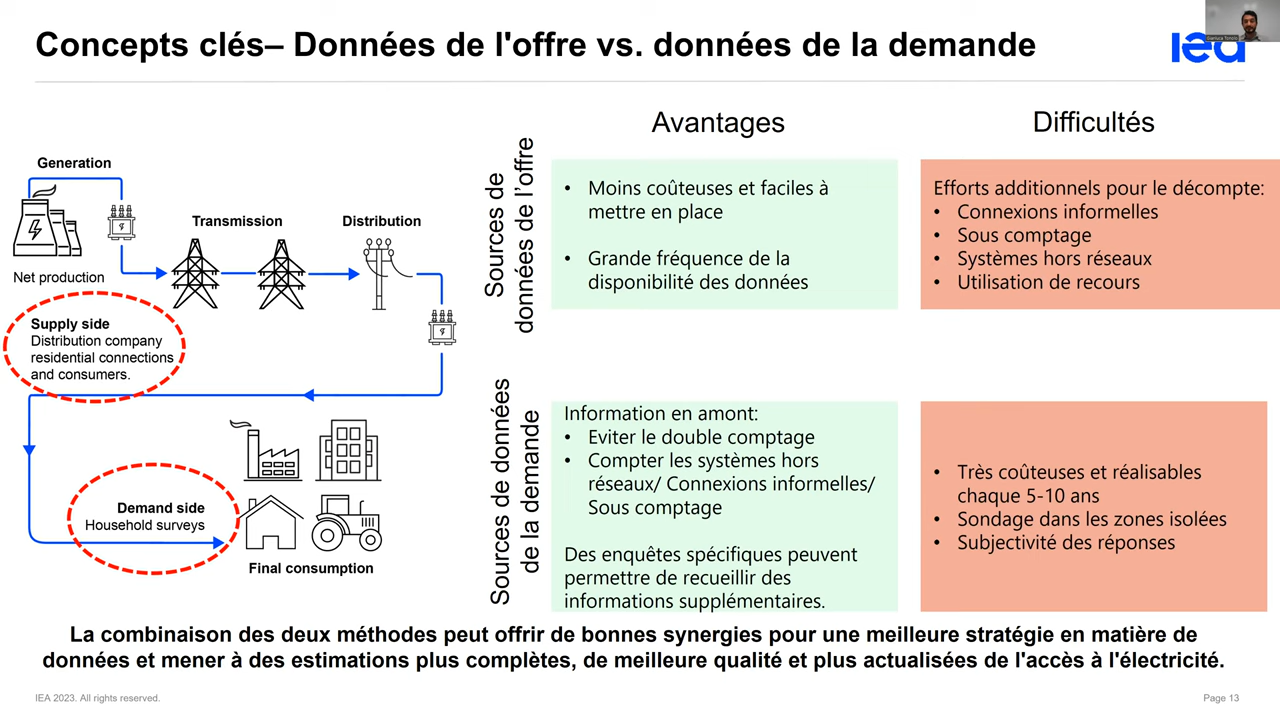 Concepts clés– Données de l'offre vs. données de la demande
iea
Avantages
Difficultés
Generation
Transmission
Distribution
Net production
Supply side
Distribution company
residential connections
and consumers.
Demand side
Household surveys
Final consumption
Sources de
données de l'offre
• Moins coûteuses et faciles à
mettre en place
• Grande fréquence de la
disponibilité des données
Efforts additionnels pour le décompte:
• Connexions informelles
• Sous comptage
• Systèmes hors réseaux
• Utilisation de recours
Sources de données
de la demande
Information en amont:
• Eviter le double comptage
• Compter les systèmes hors
réseaux/ Connexions informelles/
Sous comptage
Des enquêtes spécifiques peuvent
permettre de recueillir des
informations supplémentaires.
• Très coûteuses et réalisables
chaque 5-10 ans
• Sondage dans les zones isolées
• Subjectivité des réponses
La combinaison des deux méthodes peut offrir de bonnes synergies pour une meilleure stratégie en matière de
données et mener à des estimations plus complètes, de meilleure qualité et plus actualisées de l'accès à l'électricité.
IEA 2023. All rights reserved.
Page 13